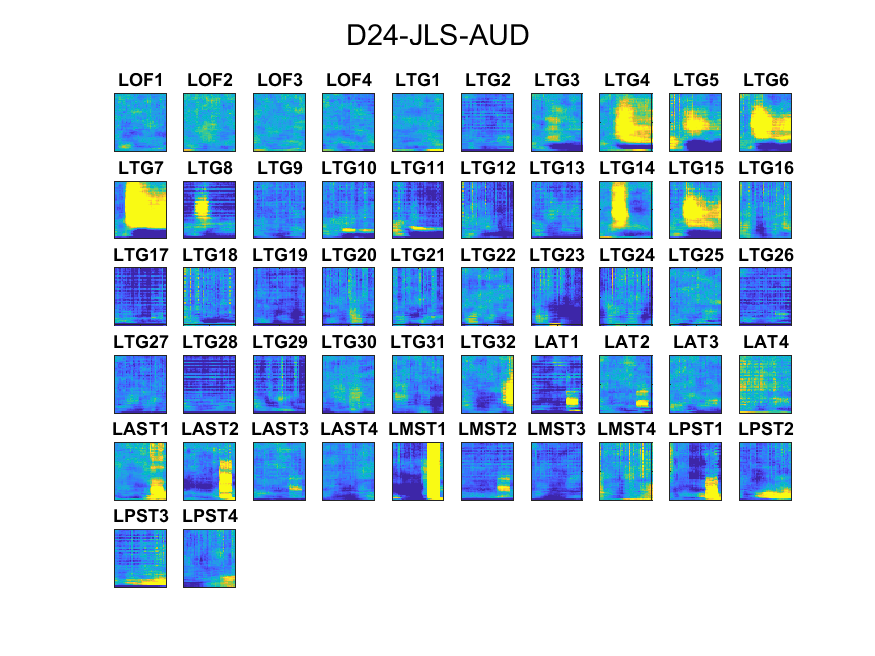 D24-JLS-AUD
LOF1 LOF2 LOF3 LOF4 LTG1 LTG2 LTG3 LTG4 LTG5 LTG6
LTG7 LTG8 LTG9 LTG10 LTG11 LTG12 LTG13 LTG14 LTG15 LTG16
LTG17 LTG18 LTG19 LTG20 LTG21 LTG22 LTG23 LTG24 LTG25 LTG26
LTG27 LTG28 LTG29 LTG30 LTG31 LTG32 LAT1 LAT2 LAT3 LAT4
LAST1 LAST2 LAST3 LAST4 LMST1 LMST2 LMST3 LMST4 LPST1 LPST2
LPST3 LPST4